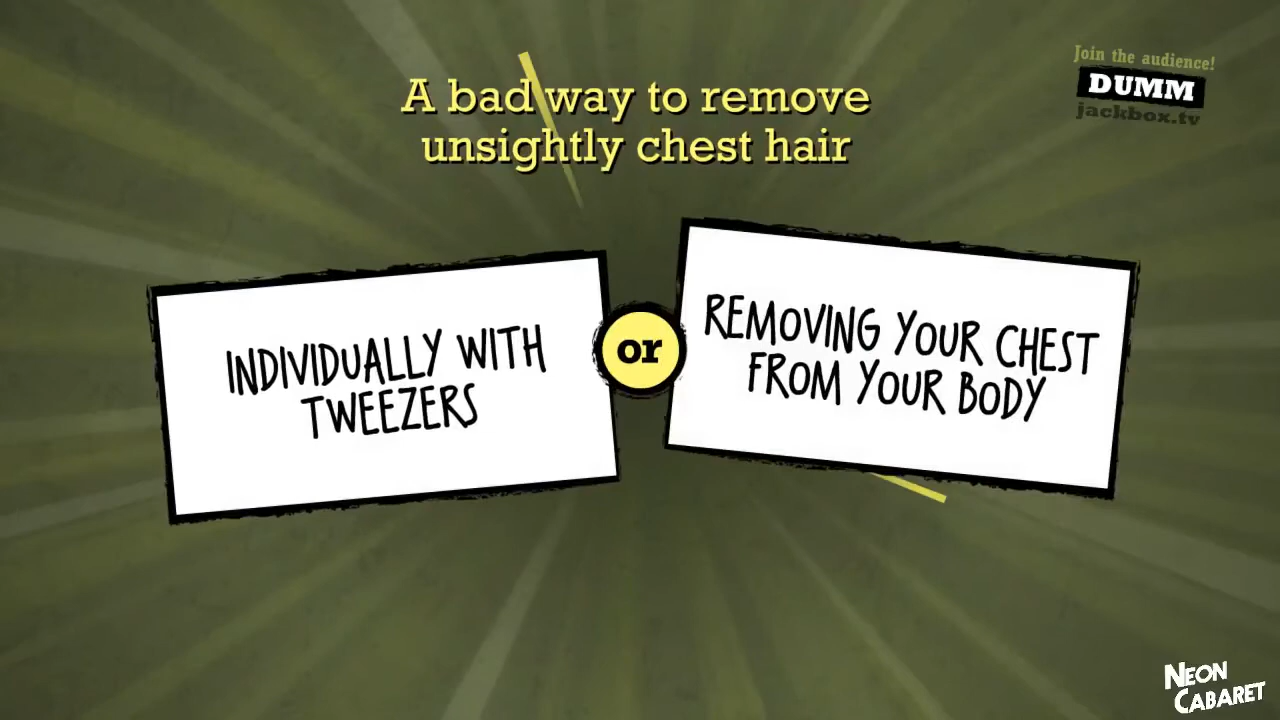 A bad way to remove
unsightly chest hair
Join the audience!
DUMM
jackbox.tv
INDIVIDUALLY WITH
TWEEZERS
or
REMOVING YOUR CHEST
FROM YOUR BODY
NEON
CABARET